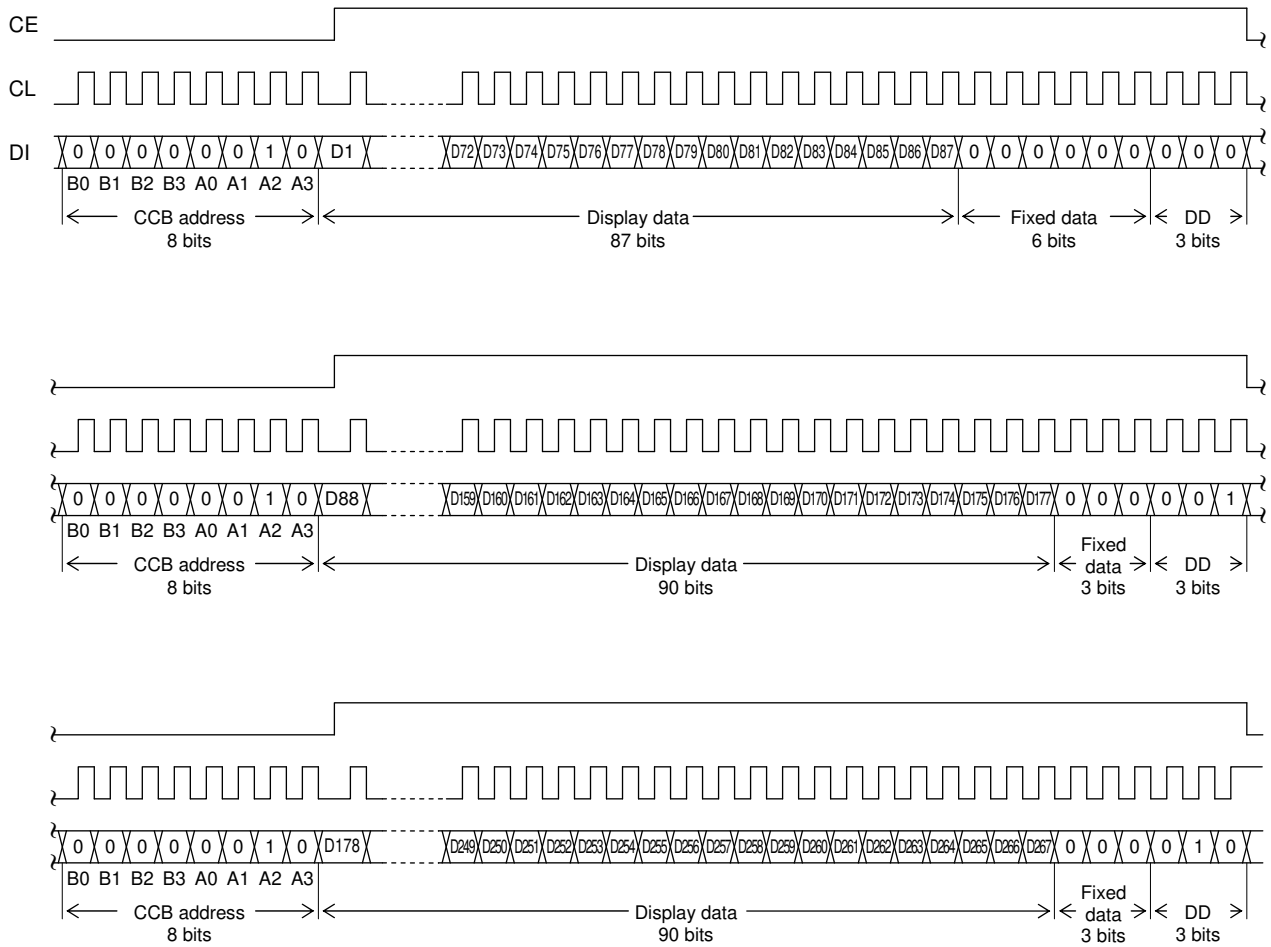 CE
CL
DI 0 0 0 0 0 0 1 0 D1 D72 D73 D74 D75 D76 D77 D78 D79 D80 D81 D82 D83 D84 D85 D86 D87 0 0 0 0 0 0 0 0 0
B0 B1 B2 B3 A0 A1 A2 A3
CCB address Display data Fixed data DD
8 bits 87 bits 6 bits 3 bits
0 0 0 0 0 0 1 0 D88 D159 D160 D161 D162 D163 D164 D165 D166 D167 D168 D169 D170 D171 D172 D173 D174 D175 D176 D177 0 0 0 0 0 1
B0 B1 B2 B3 A0 A1 A2 A3
Fixed
CCB address Display data data DD
8 bits 90 bits 3 bits 3 bits
0 0 0 0 0 0 1 0 D178 D249 D250 D251 D252 D253 D254 D255 D256 D257 D258 D259 D260 D261 D262 D263 D264 D265 D266 D267 0 0 0 0 1 0
B0 B1 B2 B3 A0 A1 A2 A3
Fixed
CCB address Display data data DD
8 bits 90 bits 3 bits 3 bits